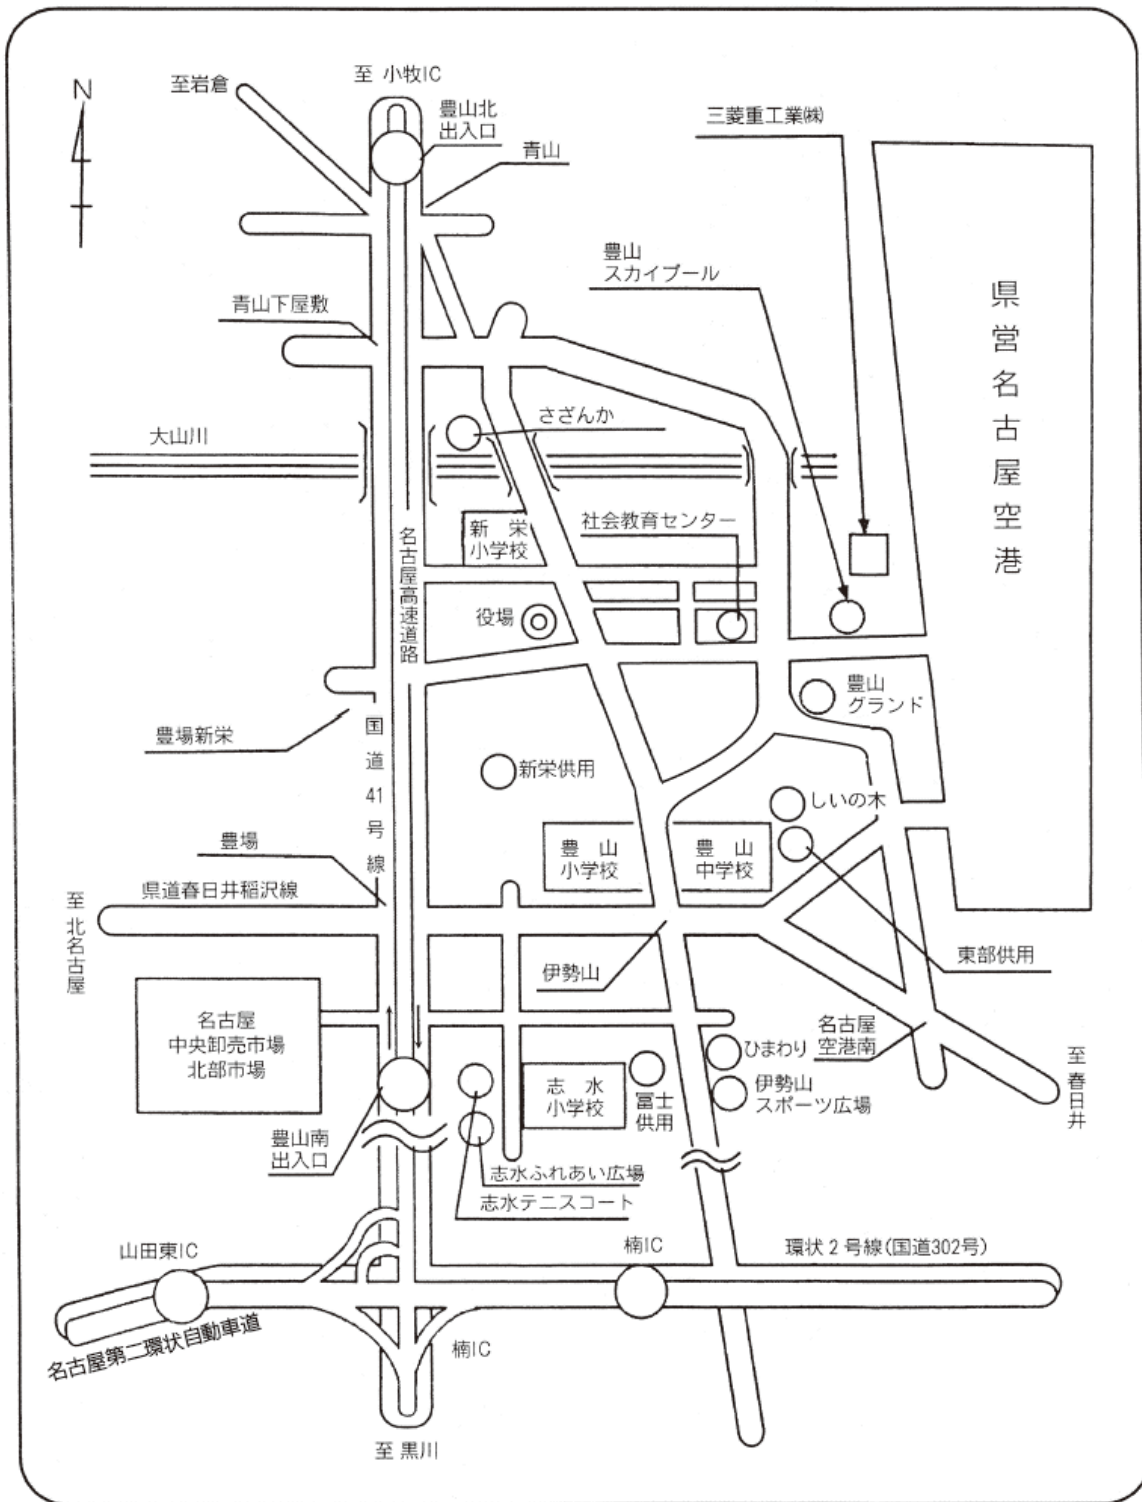 N
至岩倉
至 小牧IC
豊山北
出入口
青山
三菱重工業㈱
豊山
スカイプール
青山下屋敷
県営名古屋空港
さざんか
大山川
新 栄
小学校
社会教育センター
名古屋高速道路
役場
豊山
グランド
豊場新栄
国道41号線
新栄供用
しいの木
豊場
豊 山
小学校
豊 山
中学校
県道春日井稲沢線
至 北名古屋
伊勢山
東部供用
名古屋
中央卸売市場
北部市場
名古屋
空港南
ひまわり
至 春日井
志 水
小学校
冨士
供用
伊勢山
スポーツ広場
豊山南
出入口
志水ふれあい広場
志水テニスコート
山田東IC
楠IC
環状2号線(国道302号)
名古屋第二環状自動車道
楠IC
至 黒川